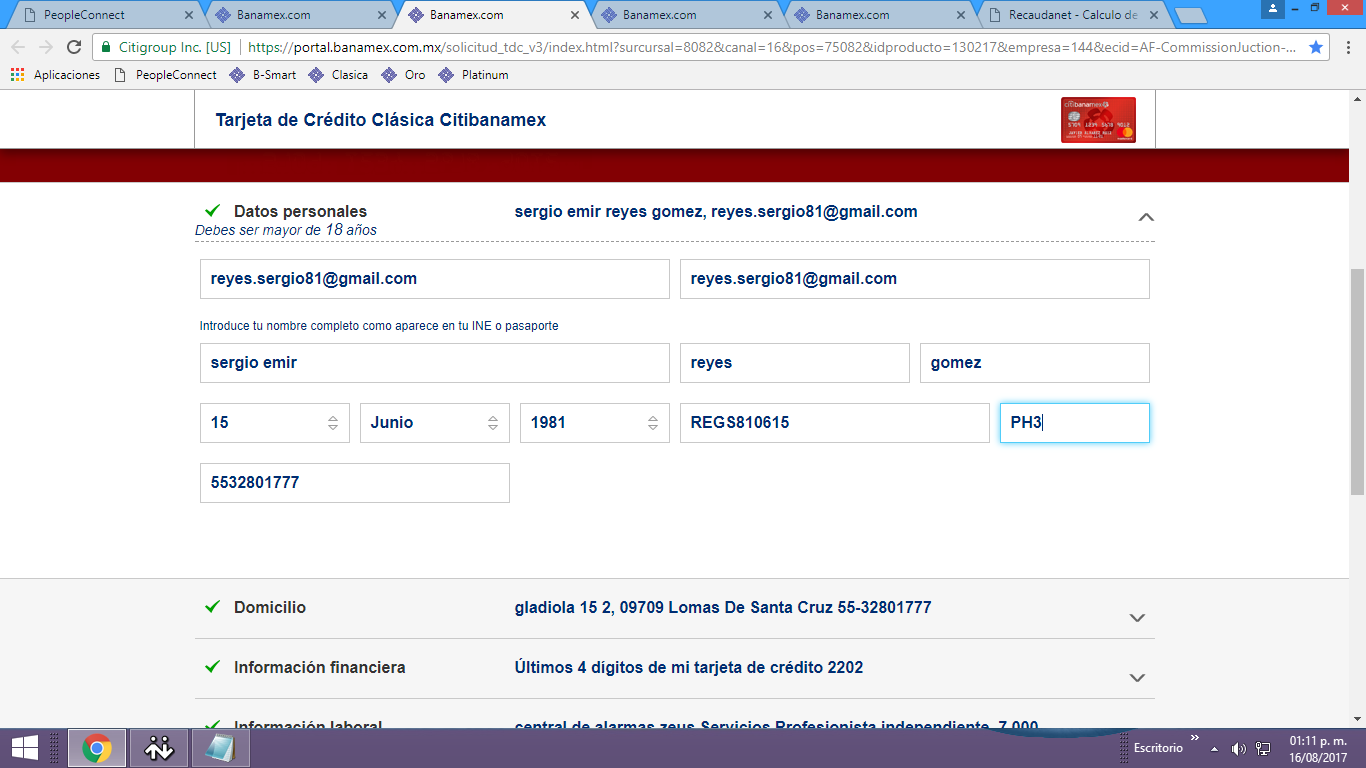 PeopleConnect
Banamex.com
Banamex.com
Banamex.com
Banamex.com
Recaudanet - Calculo de
Citigroup Inc. [US] https://portal.banamex.com.mx/solicitud_tdc_v3/index.html?surcursal=8082&canal=16&pos=75082&idproducto=130217&empresa=144&ecid=AF-CommissionJuction-...
Aplicaciones PeopleConnect B-Smart Clasica Oro Platinum
Tarjeta de Crédito Clásica Citibanamex
citibanamex
Datos personales sergio emir reyes gomez, reyes.sergio81@gmail.com
Debes ser mayor de 18 años
reyes.sergio81@gmail.com reyes.sergio81@gmail.com
Introduce tu nombre completo como aparece en tu INE o pasaporte
sergio emir reyes gomez
15 Junio 1981 REGS810615 PH3
5532801777
Domicilio gladiola 15 2, 09709 Lomas De Santa Cruz 55-32801777
Información financiera Últimos 4 dígitos de mi tarjeta de crédito 2202
Información laboral central de alarmas zeus Servicios Profesionista independiente, 7,000
Escritorio
01:11 p. m.
16/08/2017